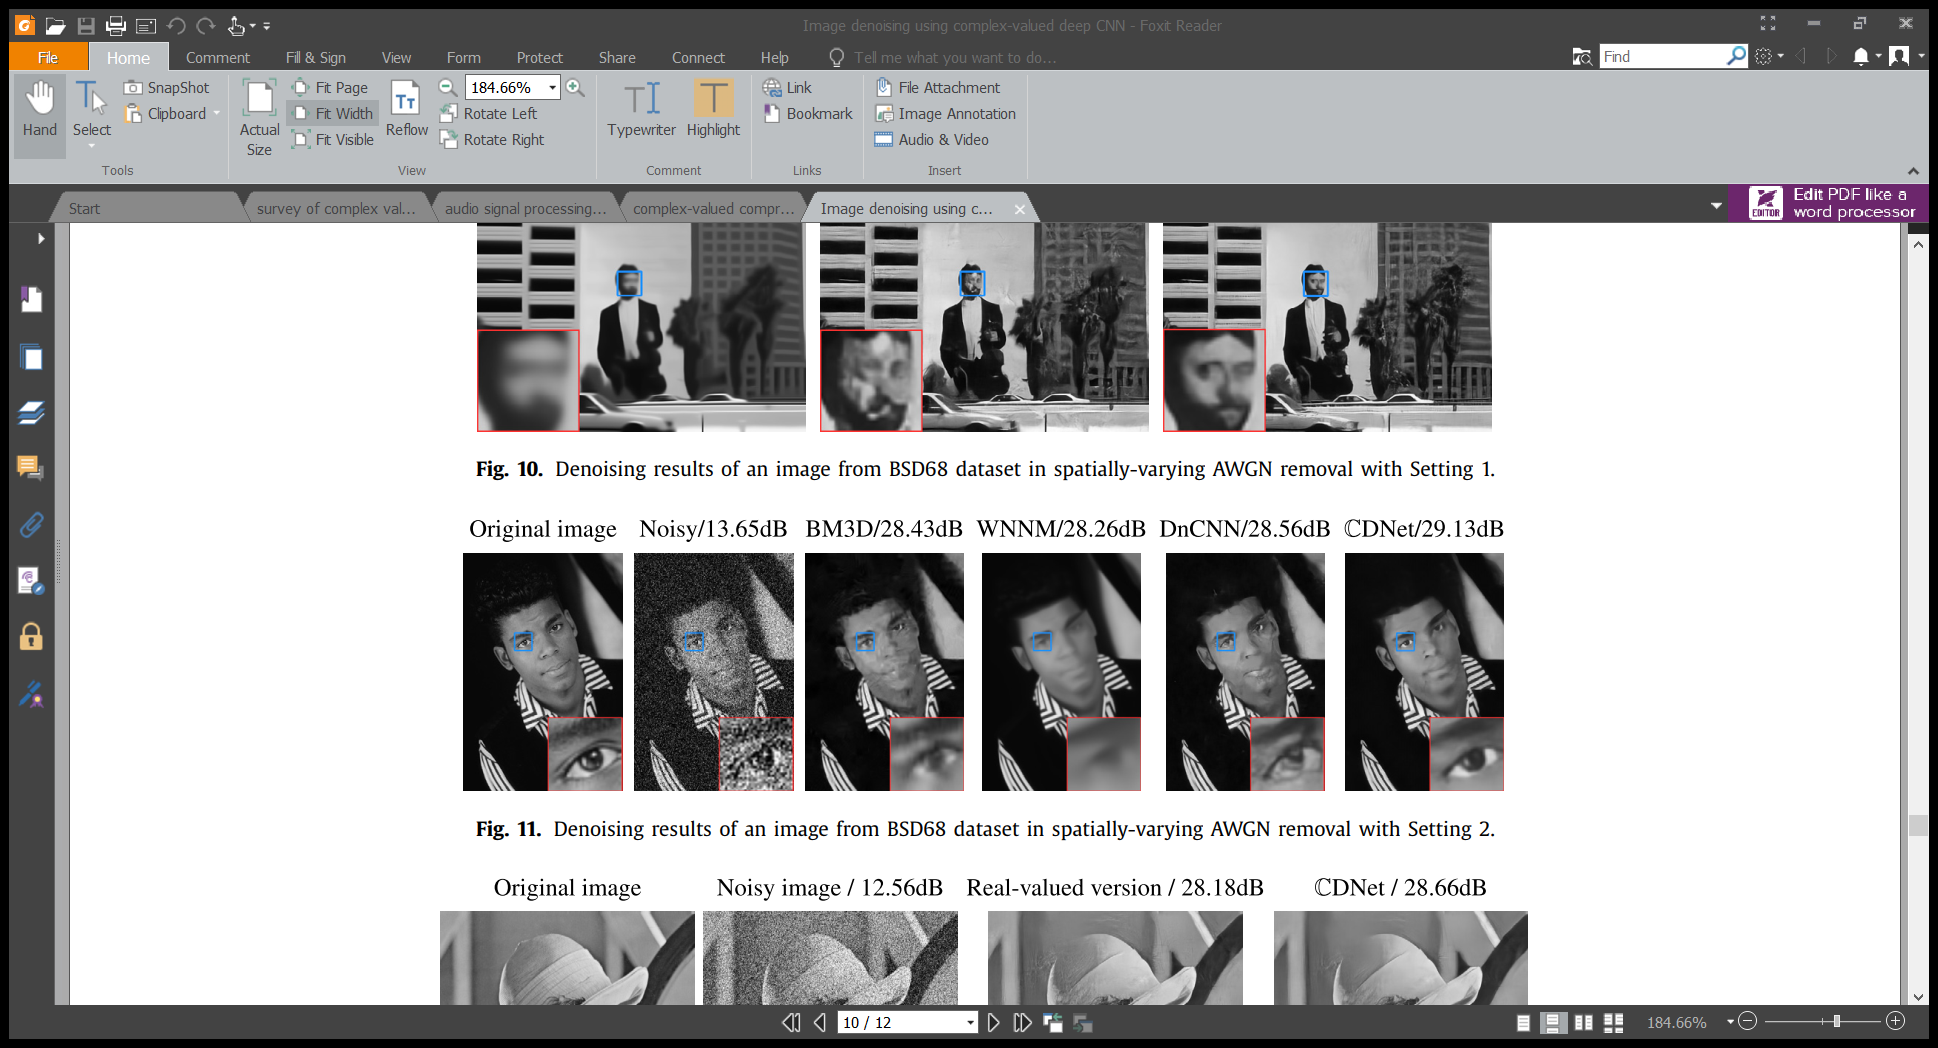 Image denoising using complex-valued deep CNN - Foxit Reader
File Home Comment Fill & Sign View Form Protect Share Connect Help Tell me what you want to do... Find
Hand
Select
SnapShot
Clipboard
Tools
Actual
Size
Fit Page
Fit Width
Fit Visible
Reflow
184.66%
Rotate Left
Rotate Right
View
Typewriter
Highlight
Comment
Link
Bookmark
Links
File Attachment
Image Annotation
Audio & Video
Insert
Start survey of complex val... audio signal processing... complex-valued compr... Image denoising using c...
EDITOR
Edit PDF like a
word processor
Fig. 10. Denoising results of an image from BSD68 dataset in spatially-varying AWGN removal with Setting 1.
Original image Noisy/13.65dB BM3D/28.43dB WNNM/28.26dB DnCNN/28.56dB ℂDNet/29.13dB
Fig. 11. Denoising results of an image from BSD68 dataset in spatially-varying AWGN removal with Setting 2.
Original image Noisy image / 12.56dB Real-valued version / 28.18dB ℂDNet / 28.66dB
10 / 12
184.66%